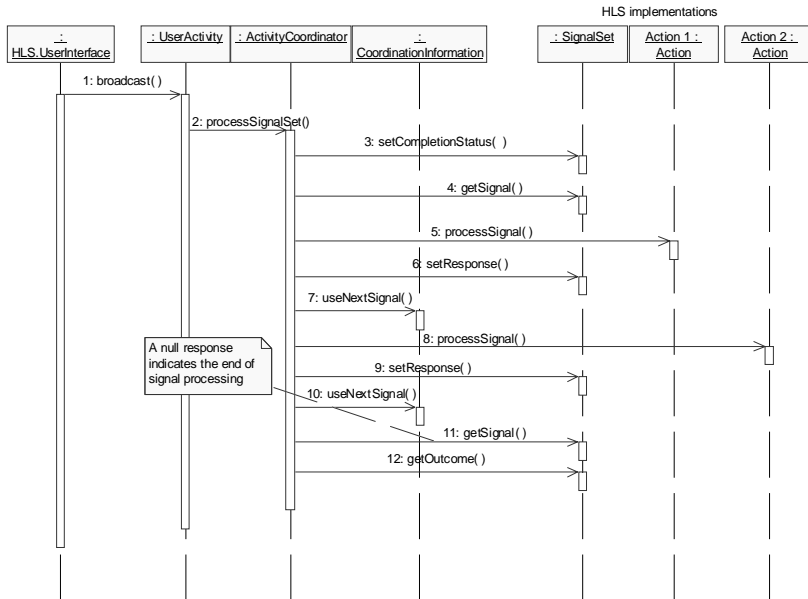 HLS implementations
:
HLS.UserInterface
: UserActivity
: ActivityCoordinator
:
CoordinationInformation
: SignalSet
Action 1 :
Action
Action 2 :
Action
1: broadcast( )
2: processSignalSet()
3: setCompletionStatus( )
4: getSignal( )
5: processSignal( )
6: setResponse( )
7: useNextSignal( )
8: processSignal( )
A null response
indicates the end of
signal processing
9: setResponse( )
10: useNextSignal( )
11: getSignal( )
12: getOutcome( )